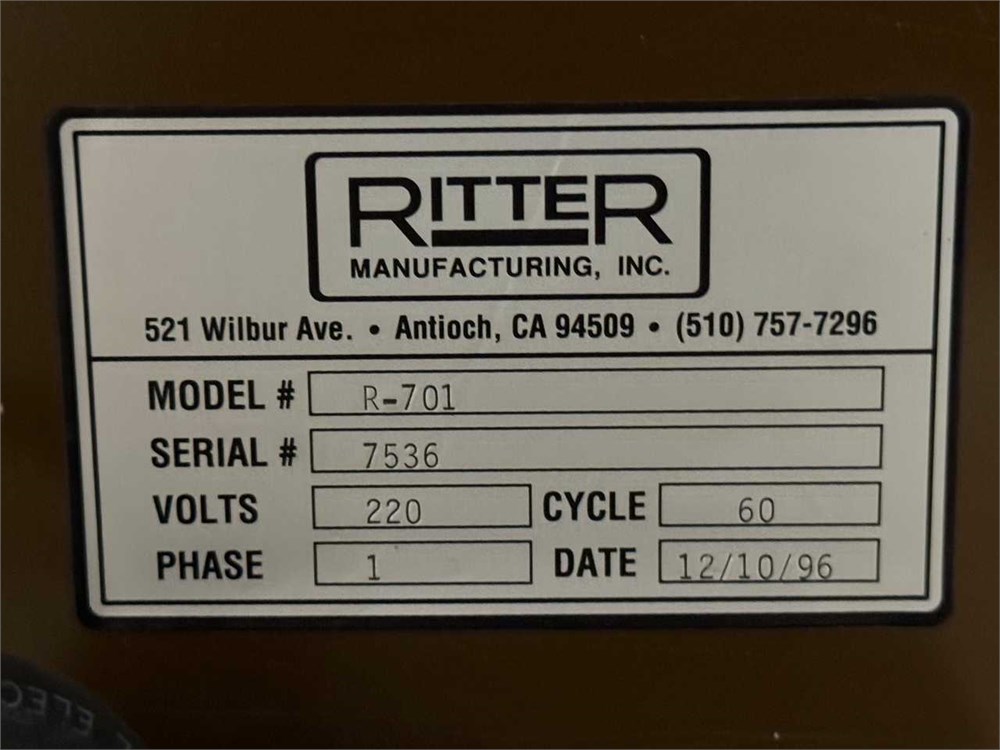 RITTER
MANUFACTURING, INC.
521 Wilbur Ave. • Antioch, CA 94509 • (510) 757-7296
MODEL # R-701
SERIAL # 7536
VOLTS 220 CYCLE 60
PHASE 1 DATE 12/10/96